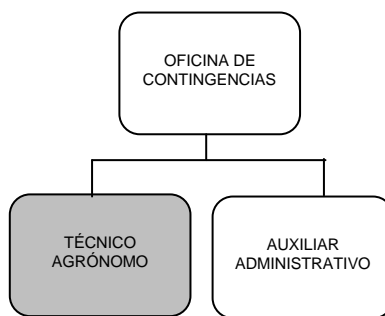 OFICINA DE
CONTINGENCIAS
TÉCNICO
AGRÓNOMO
AUXILIAR
ADMINISTRATIVO